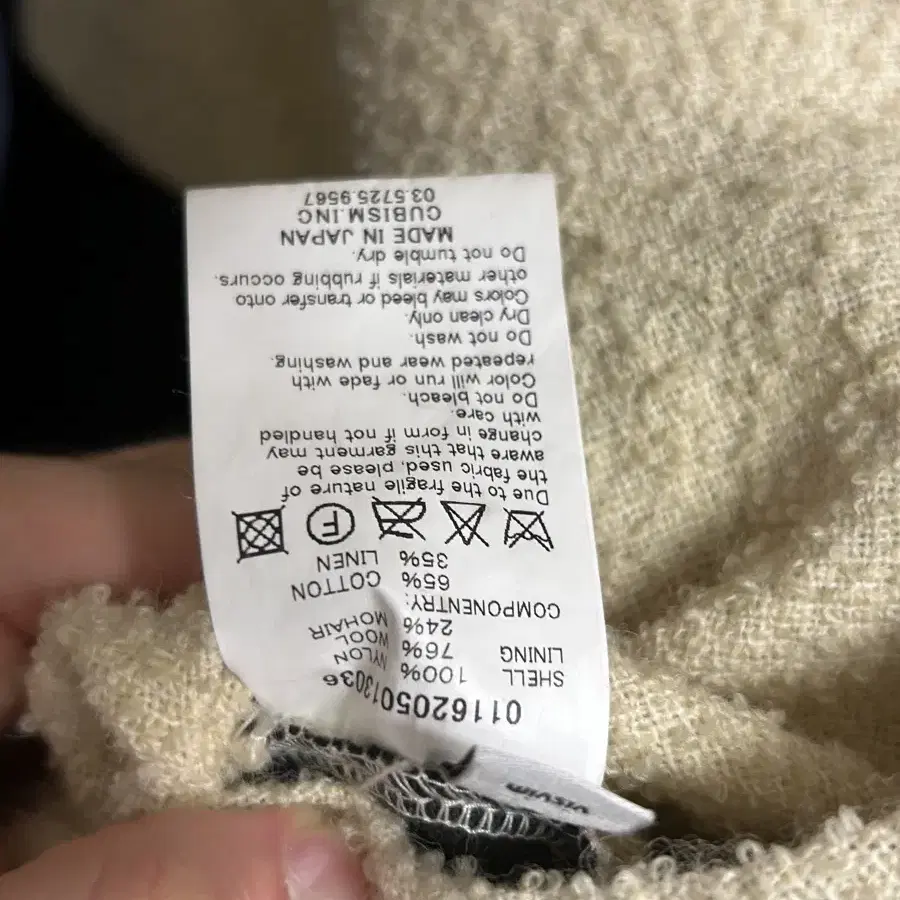 visvim
0116205013036
SHELL 100% NYLON
LINING 76% WOOL
24% MOHAIR
COMPONENTRY:
65% COTTON
35% LINEN
F
Due to the fragile nature of
the fabric used, please be
aware that this garment may
change in form if not handled
with care.
Do not bleach.
Color will run or fade with
repeated wear and washing.
Do not wash.
Dry clean only.
Colors may bleed or transfer onto
other materials if rubbing occurs.
Do not tumble dry.
MADE IN JAPAN
CUBISM.INC
03.5725.9567